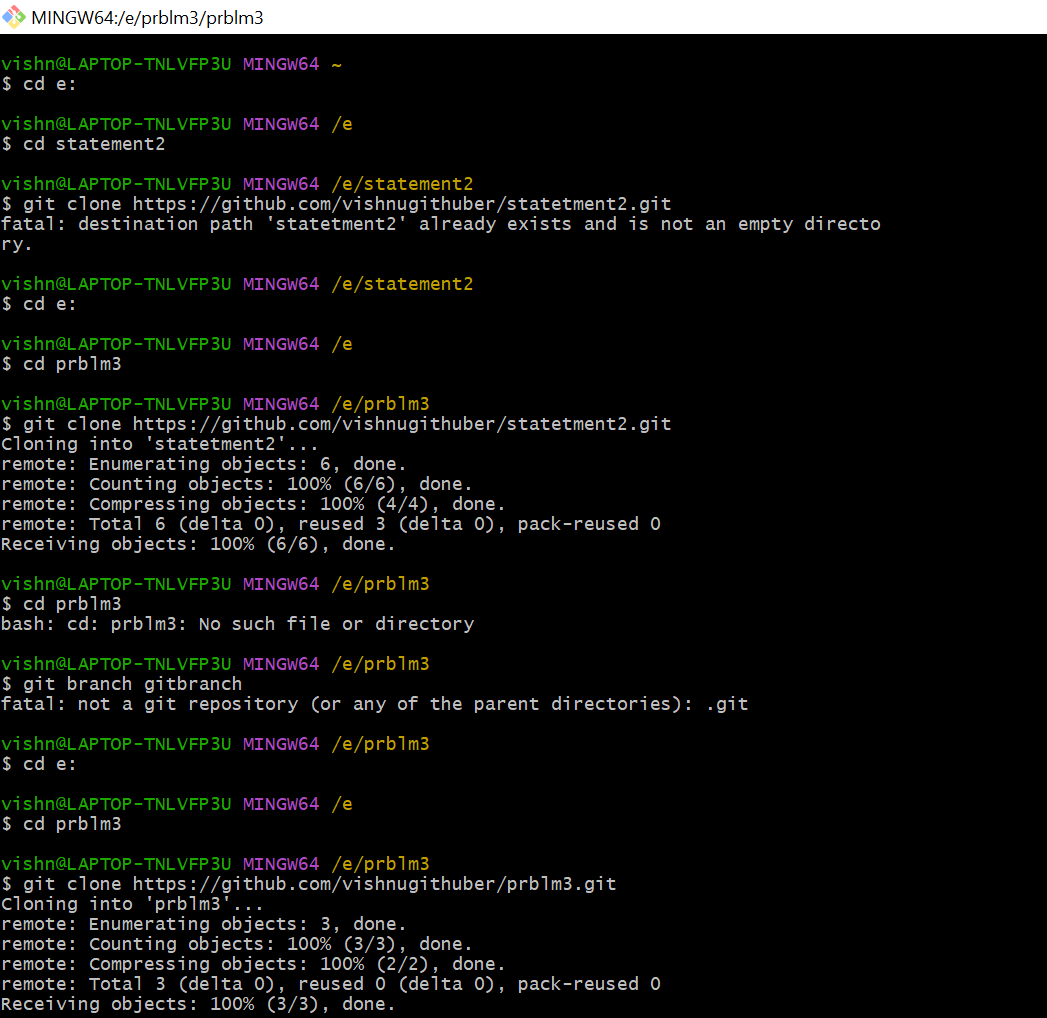 MINGW64:/e/prblm3/prblm3
vishn@LAPTOP-TNLVFP3U MINGW64 ~
$ cd e:
vishn@LAPTOP-TNLVFP3U MINGW64 /e
$ cd statement2
vishn@LAPTOP-TNLVFP3U MINGW64 /e/statement2
$ git clone https://github.com/vishnugithuber/statetment2.git
fatal: destination path 'statetment2' already exists and is not an empty directo
ry.
vishn@LAPTOP-TNLVFP3U MINGW64 /e/statement2
$ cd e:
vishn@LAPTOP-TNLVFP3U MINGW64 /e
$ cd prblm3
vishn@LAPTOP-TNLVFP3U MINGW64 /e/prblm3
$ git clone https://github.com/vishnugithuber/statetment2.git
Cloning into 'statetment2'...
remote: Enumerating objects: 6, done.
remote: Counting objects: 100% (6/6), done.
remote: Compressing objects: 100% (4/4), done.
remote: Total 6 (delta 0), reused 3 (delta 0), pack-reused 0
Receiving objects: 100% (6/6), done.
vishn@LAPTOP-TNLVFP3U MINGW64 /e/prblm3
$ cd prblm3
bash: cd: prblm3: No such file or directory
vishn@LAPTOP-TNLVFP3U MINGW64 /e/prblm3
$ git branch gitbranch
fatal: not a git repository (or any of the parent directories): .git
vishn@LAPTOP-TNLVFP3U MINGW64 /e/prblm3
$ cd e:
vishn@LAPTOP-TNLVFP3U MINGW64 /e
$ cd prblm3
vishn@LAPTOP-TNLVFP3U MINGW64 /e/prblm3
$ git clone https://github.com/vishnugithuber/prblm3.git
Cloning into 'prblm3'...
remote: Enumerating objects: 3, done.
remote: Counting objects: 100% (3/3), done.
remote: Compressing objects: 100% (2/2), done.
remote: Total 3 (delta 0), reused 0 (delta 0), pack-reused 0
Receiving objects: 100% (3/3), done.